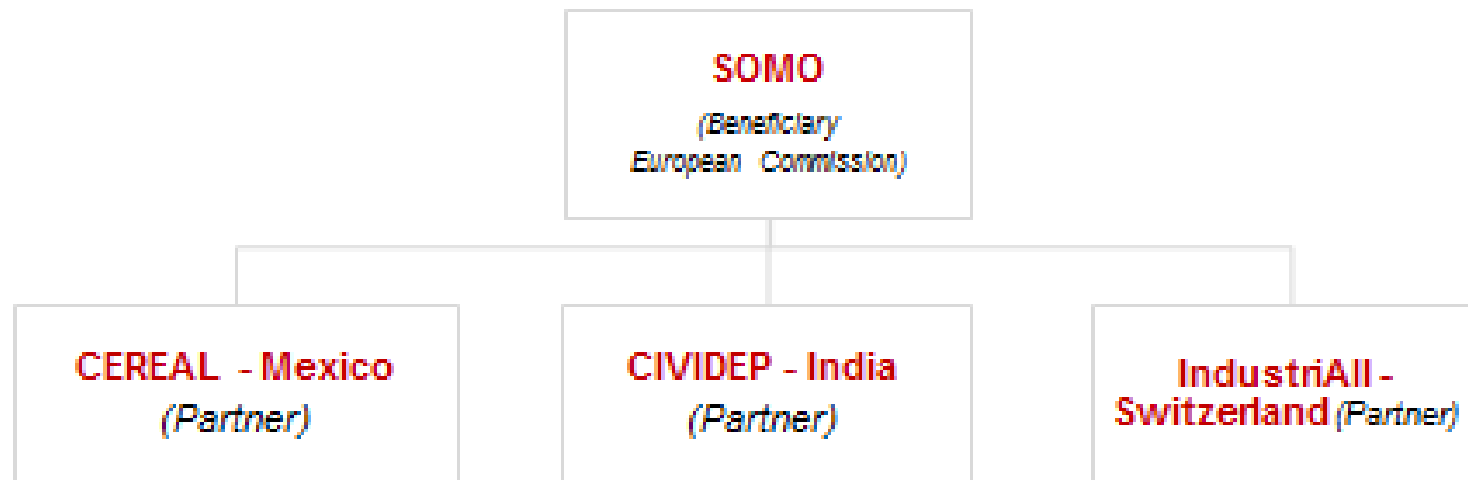 SOMO
(Beneficiary
European Commission)
CEREAL - Mexico
(Partner)
CIVIDEP - India
(Partner)
IndustriAll -
Switzerland (Partner)